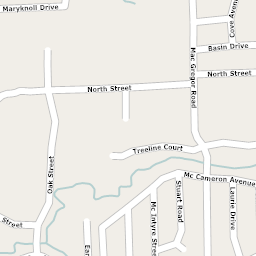 Maryknoll Drive
Cove Avenue
Basin Drive
Mac Gregor Road
North Street
North Street
Treeline Court
Oak Street
Mc Cameron Avenue
Stuart Road
Laurie Drive
Mc Intyre Street
Street